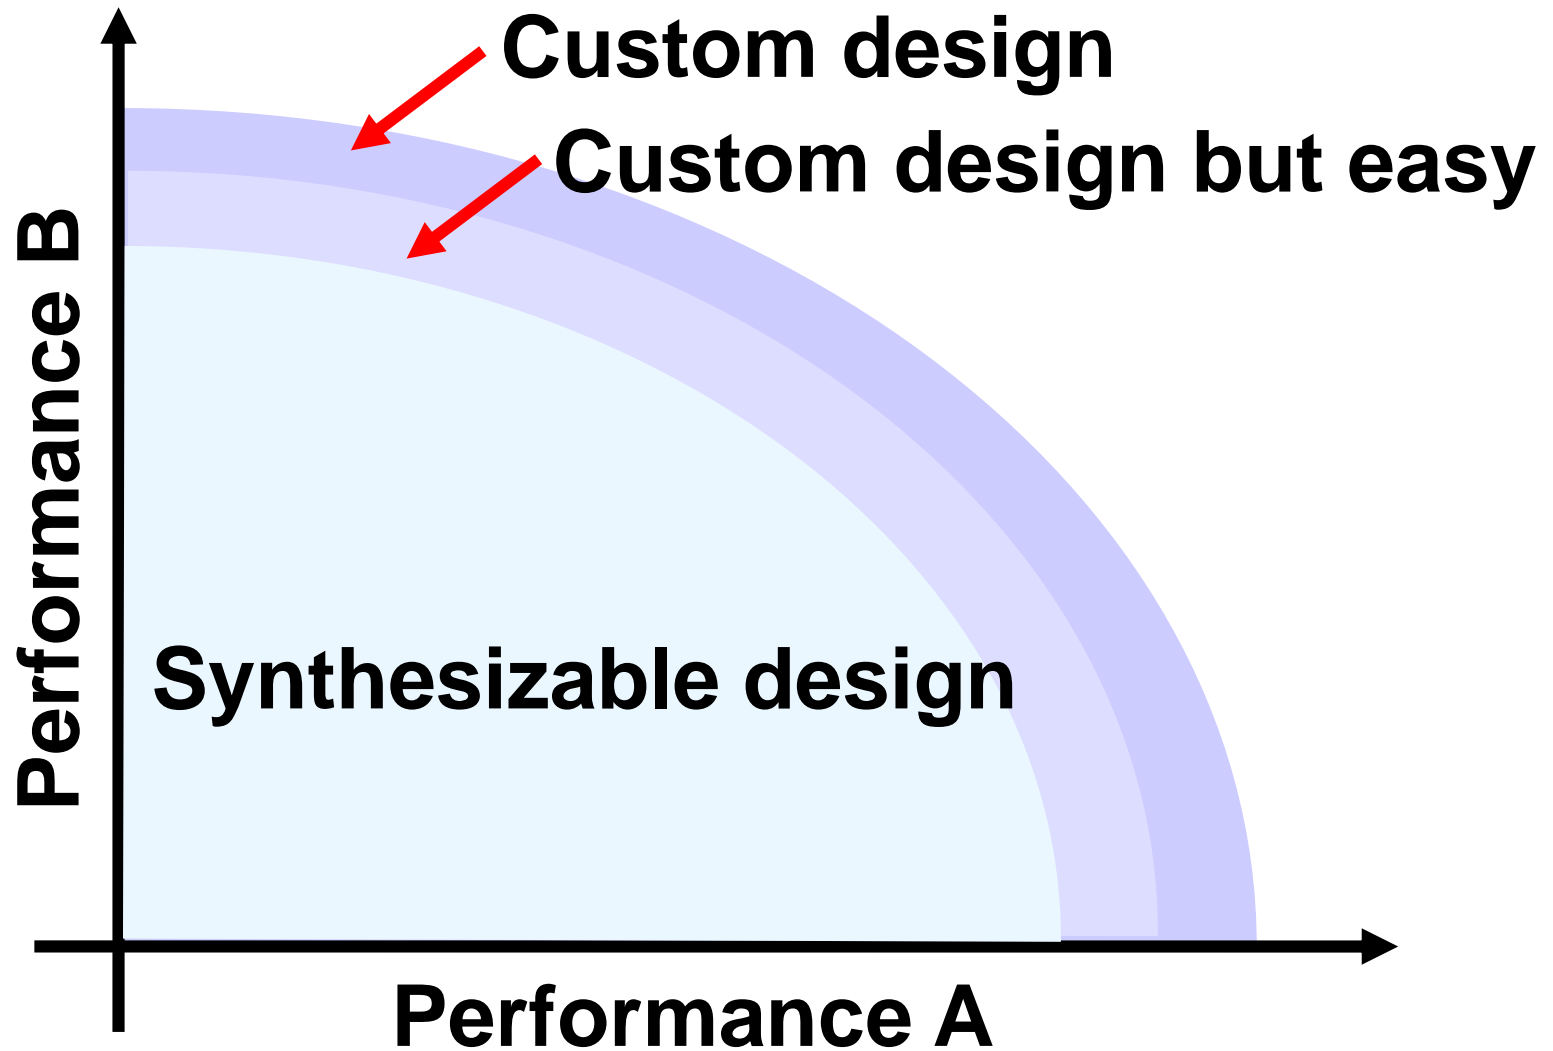 Custom design
Custom design but easy
Performance B
Synthesizable design
Performance A